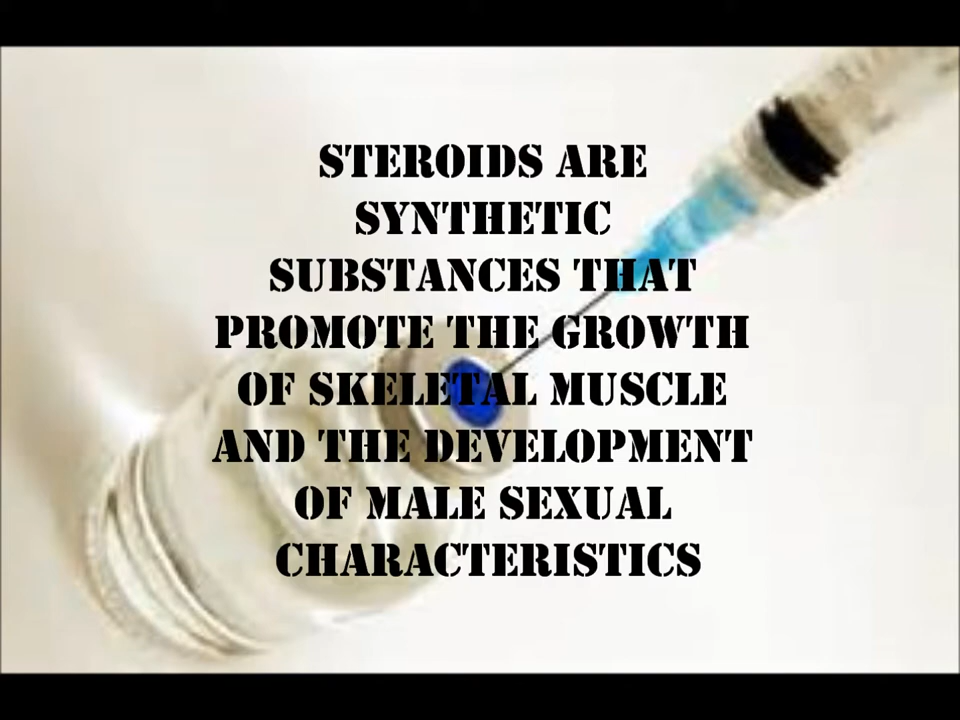 STEROIDS ARE
SYNTHETIC
SUBSTANCES THAT
PROMOTE THE GROWTH
OF SKELETAL MUSCLE
AND THE DEVELOPMENT
OF MALE SEXUAL
CHARACTERISTICS